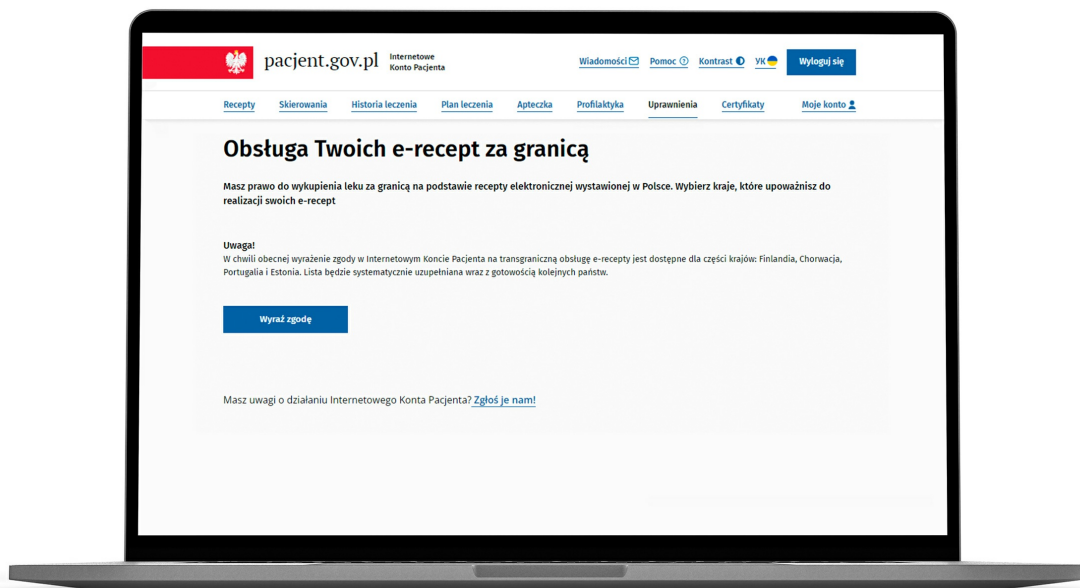 pacjent.gov.pl
Internetowe
Konto Pacjenta
Wiadomości
Pomoc
Kontrast
УК
Wyloguj się
Recepty
Skierowania
Historia leczenia
Plan leczenia
Apteczka
Profilaktyka
Uprawnienia
Certyfikaty
Moje konto
Obsługa Twoich e-recept za granicą
Masz prawo do wykupienia leku za granicą na podstawie recepty elektronicznej wystawionej w Polsce. Wybierz kraje, które upoważnisz do
realizacji swoich e-recept
Uwaga!
W chwili obecnej wyrażenie zgody w Internetowym Koncie Pacjenta na transgraniczną obsługę e-recepty jest dostępne dla części krajów: Finlandia, Chorwacja,
Portugalia i Estonia. Lista będzie systematycznie uzupełniana wraz z gotowością kolejnych państw.
Wyraź zgodę
Masz uwagi o działaniu Internetowego Konta Pacjenta? Zgłoś je nam!